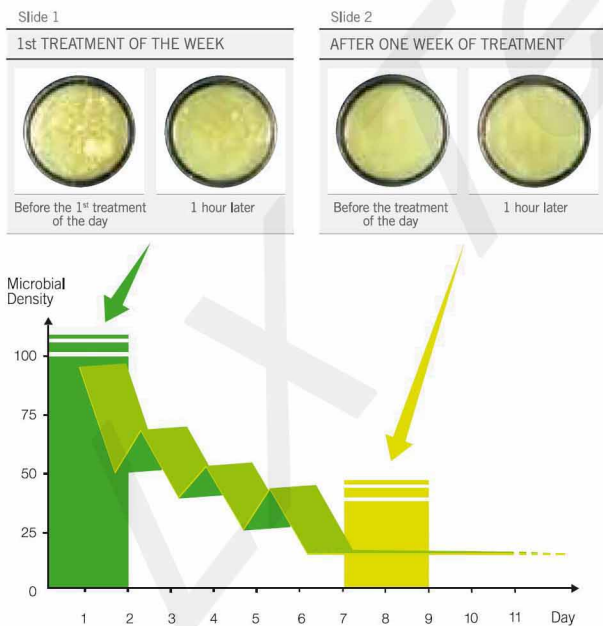 Slide 1
1st TREATMENT OF THE WEEK
Before the 1st treatment
of the day
1 hour later
Slide 2
AFTER ONE WEEK OF TREATMENT
Before the treatment
of the day
1 hour later
Microbial
Density
100
75
50
25
0
1 2 3 4 5 6 7 8 9 10 11 Day